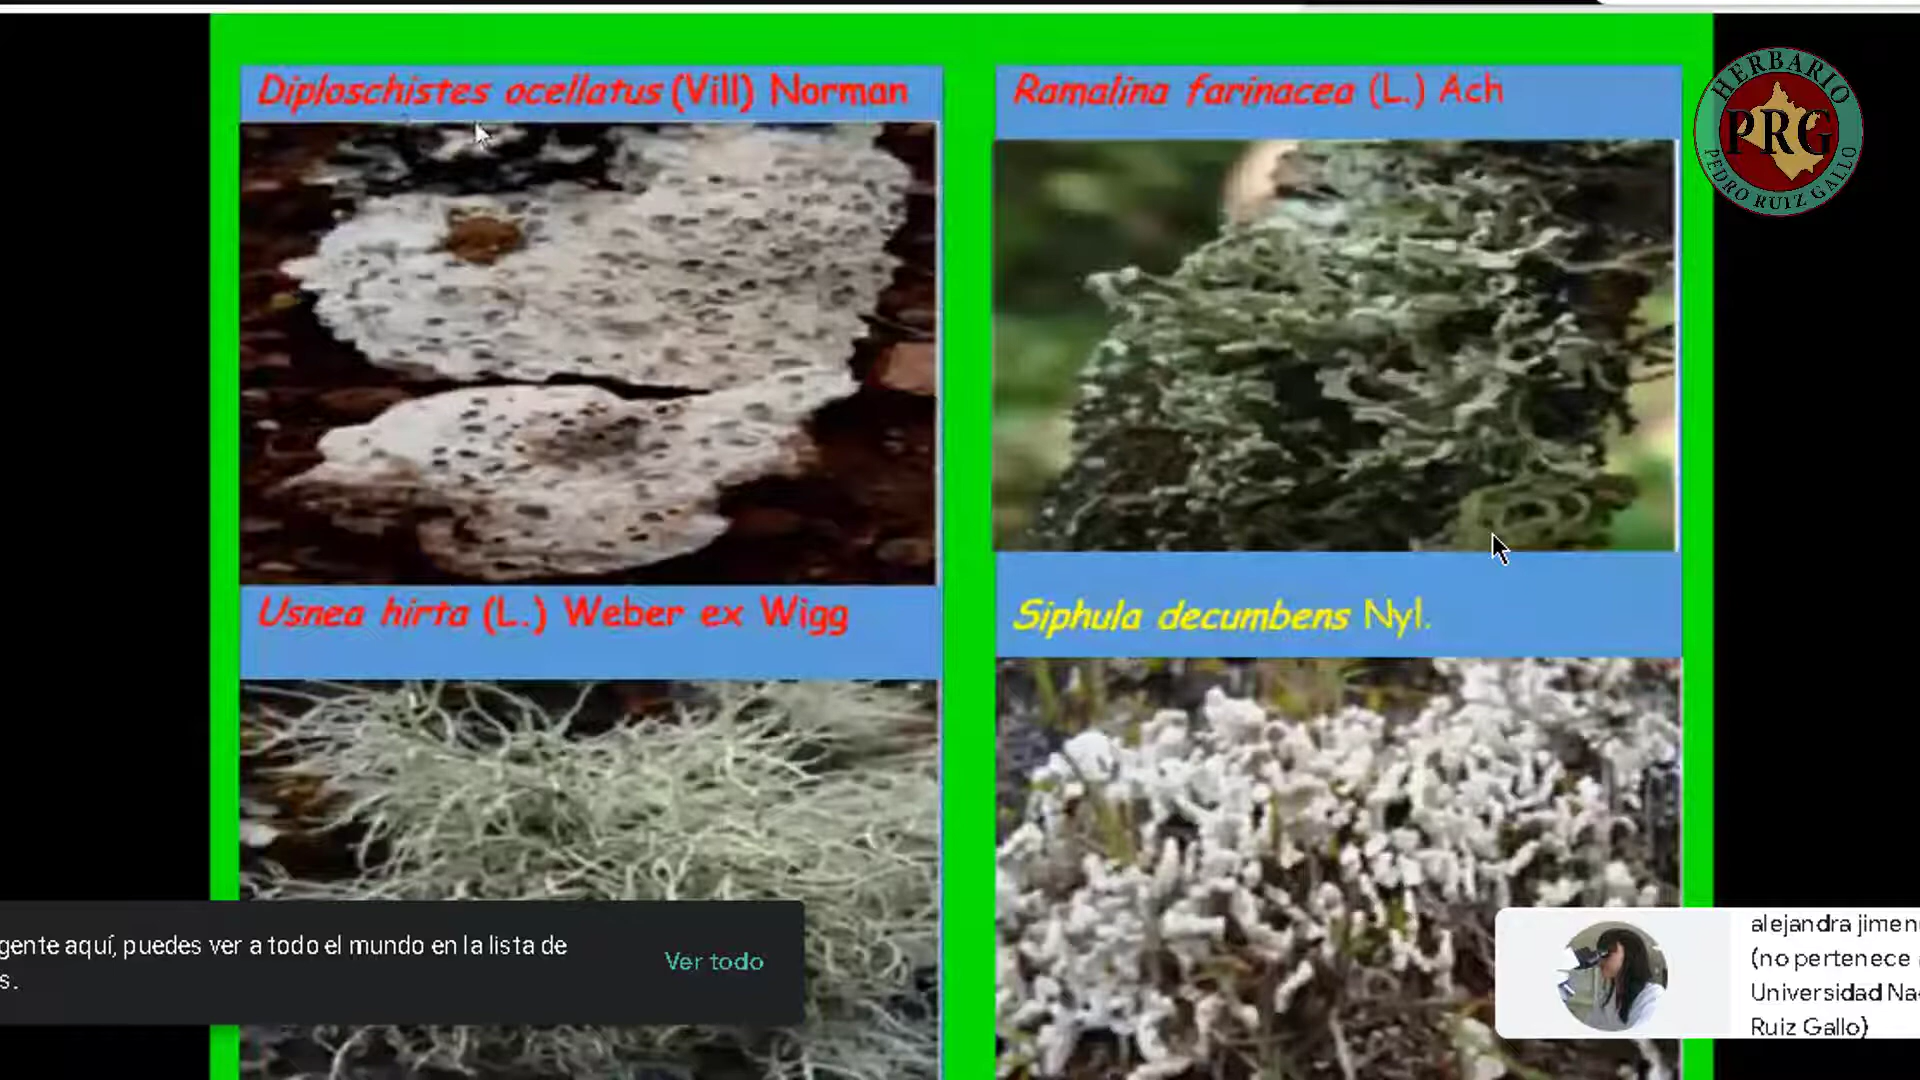 Diploschistes ocellatus (Vill) Norman
Ramalina farinacea (L.) Ach
HERBARIO
PRG
PEDRO RUIZ GALLO
Usnea hirta (L.) Weber ex Wigg
Siphula decumbens Nyl.
gente aquí, puedes ver a todo el mundo en la lista de
s.
Ver todo
alejandra jimen
(no pertenece
Universidad Na
Ruiz Gallo)